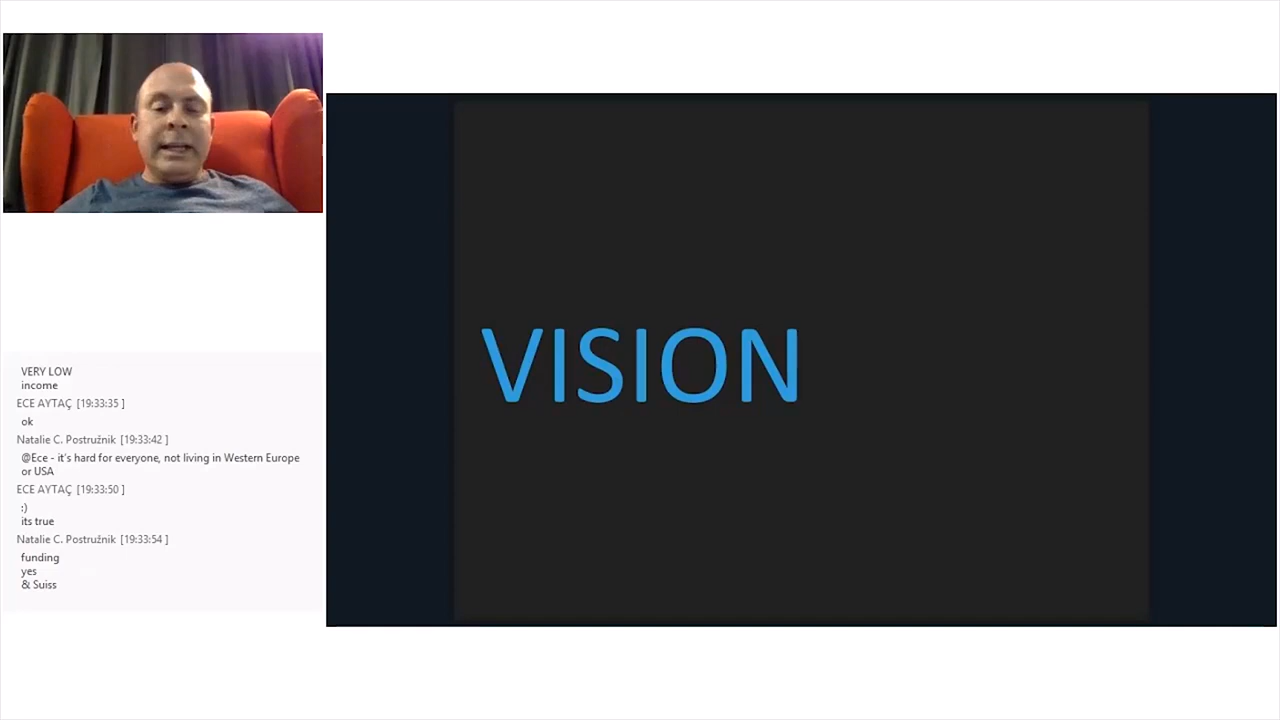 VERY LOW
income
ECE AYTAÇ [19:33:35 ]
ok
Natalie C. Postružnik [19:33:42 ]
@Ece - it's hard for everyone, not living in Western Europe
or USA
ECE AYTAÇ [19:33:50 ]
:)
its true
Natalie C. Postružnik [19:33:54 ]
funding
yes
& Suiss
VISION